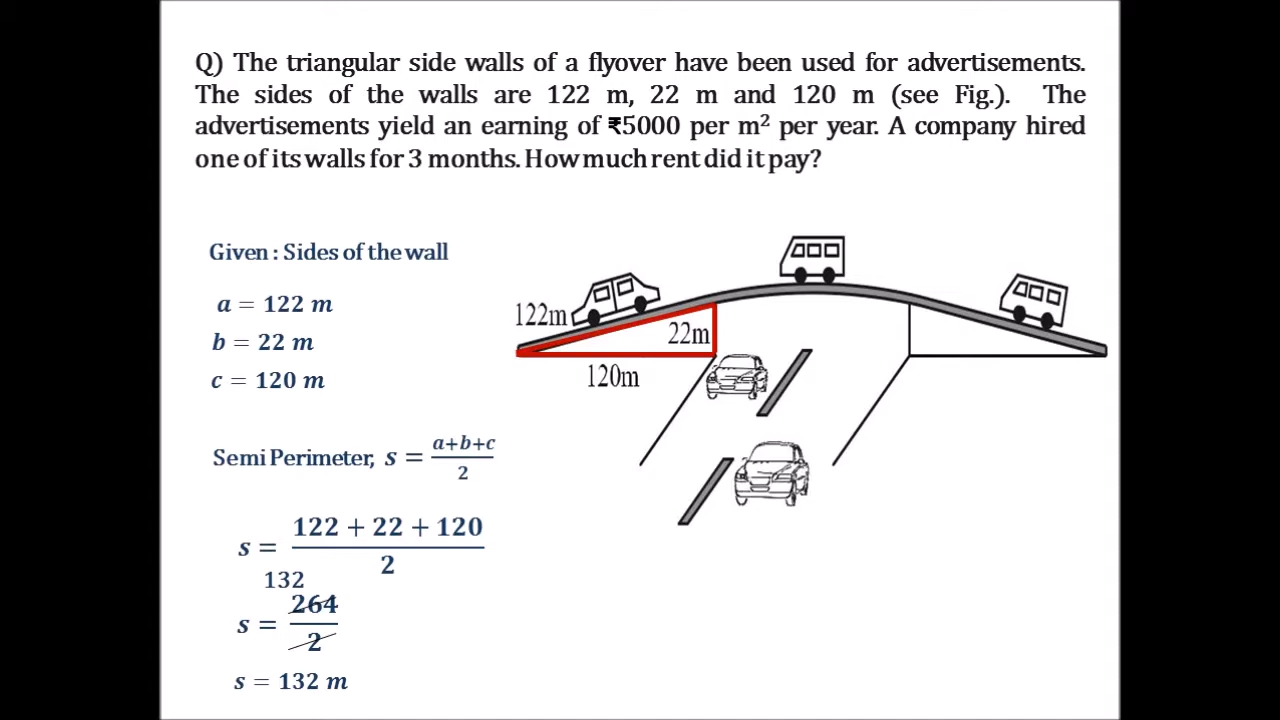 Q) The triangular side walls of a flyover have been used for advertisements.
The sides of the walls are 122 m, 22 m and 120 m (see Fig.). The
advertisements yield an earning of ₹5000 per m² per year. A company hired
one of its walls for 3 months. How much rent did it pay?
Given : Sides of the wall
a = 122 m
b = 22 m
c = 120 m
122m
22m
120m
Semi Perimeter, s = a+b+c / 2
s = 122 + 22 + 120 / 2
132
s = 264 / 2
s = 132 m